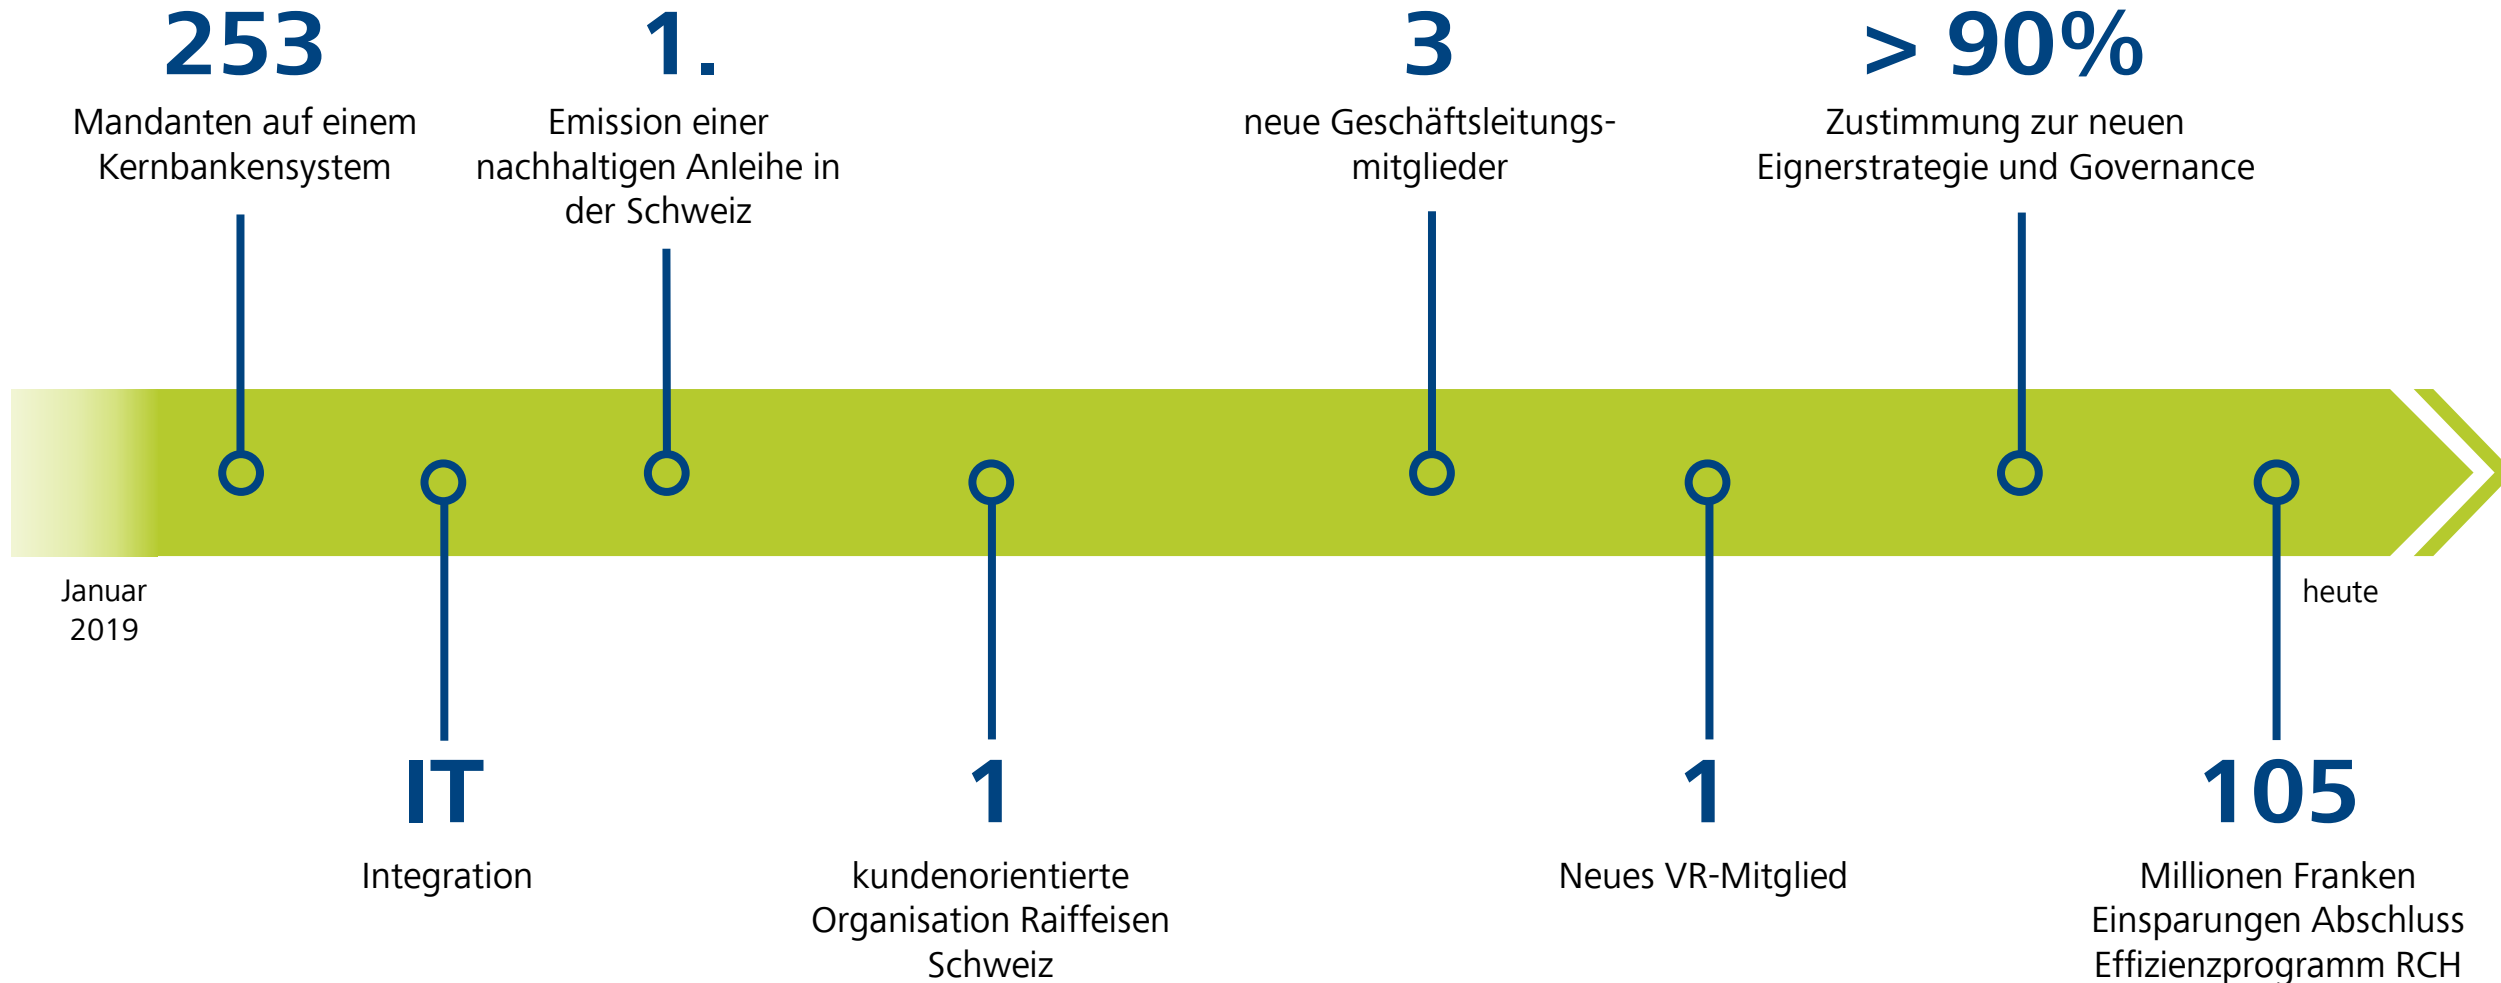 253
Mandanten auf einem
Kernbankensystem
1.
Emission einer
nachhaltigen Anleihe in
der Schweiz
3
neue Geschäftsleitungs-
mitglieder
> 90%
Zustimmung zur neuen
Eignerstrategie und Governance
Januar
2019
heute
IT
Integration
1
kundenorientierte
Organisation Raiffeisen
Schweiz
1
Neues VR-Mitglied
105
Millionen Franken
Einsparungen Abschluss
Effizienzprogramm RCH